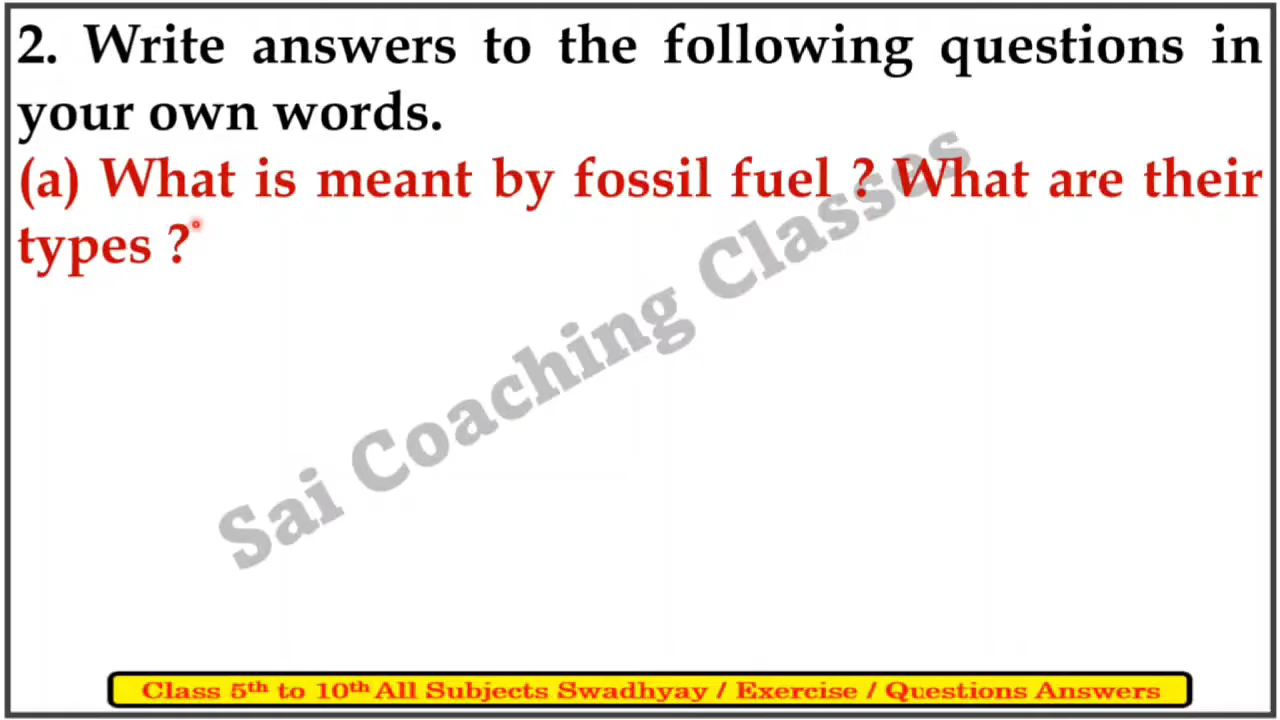 2. Write answers to the following questions in
your own words.
(a) What is meant by fossil fuel ? What are their
types ?
Sai Coaching Classes
Class 5th to 10th All Subjects Swadhyay / Exercise / Questions Answers